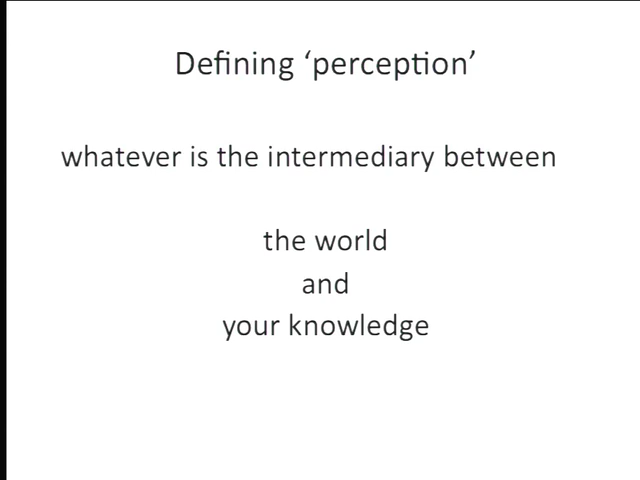 Defining ‘perception’
whatever is the intermediary between
the world
and
your knowledge